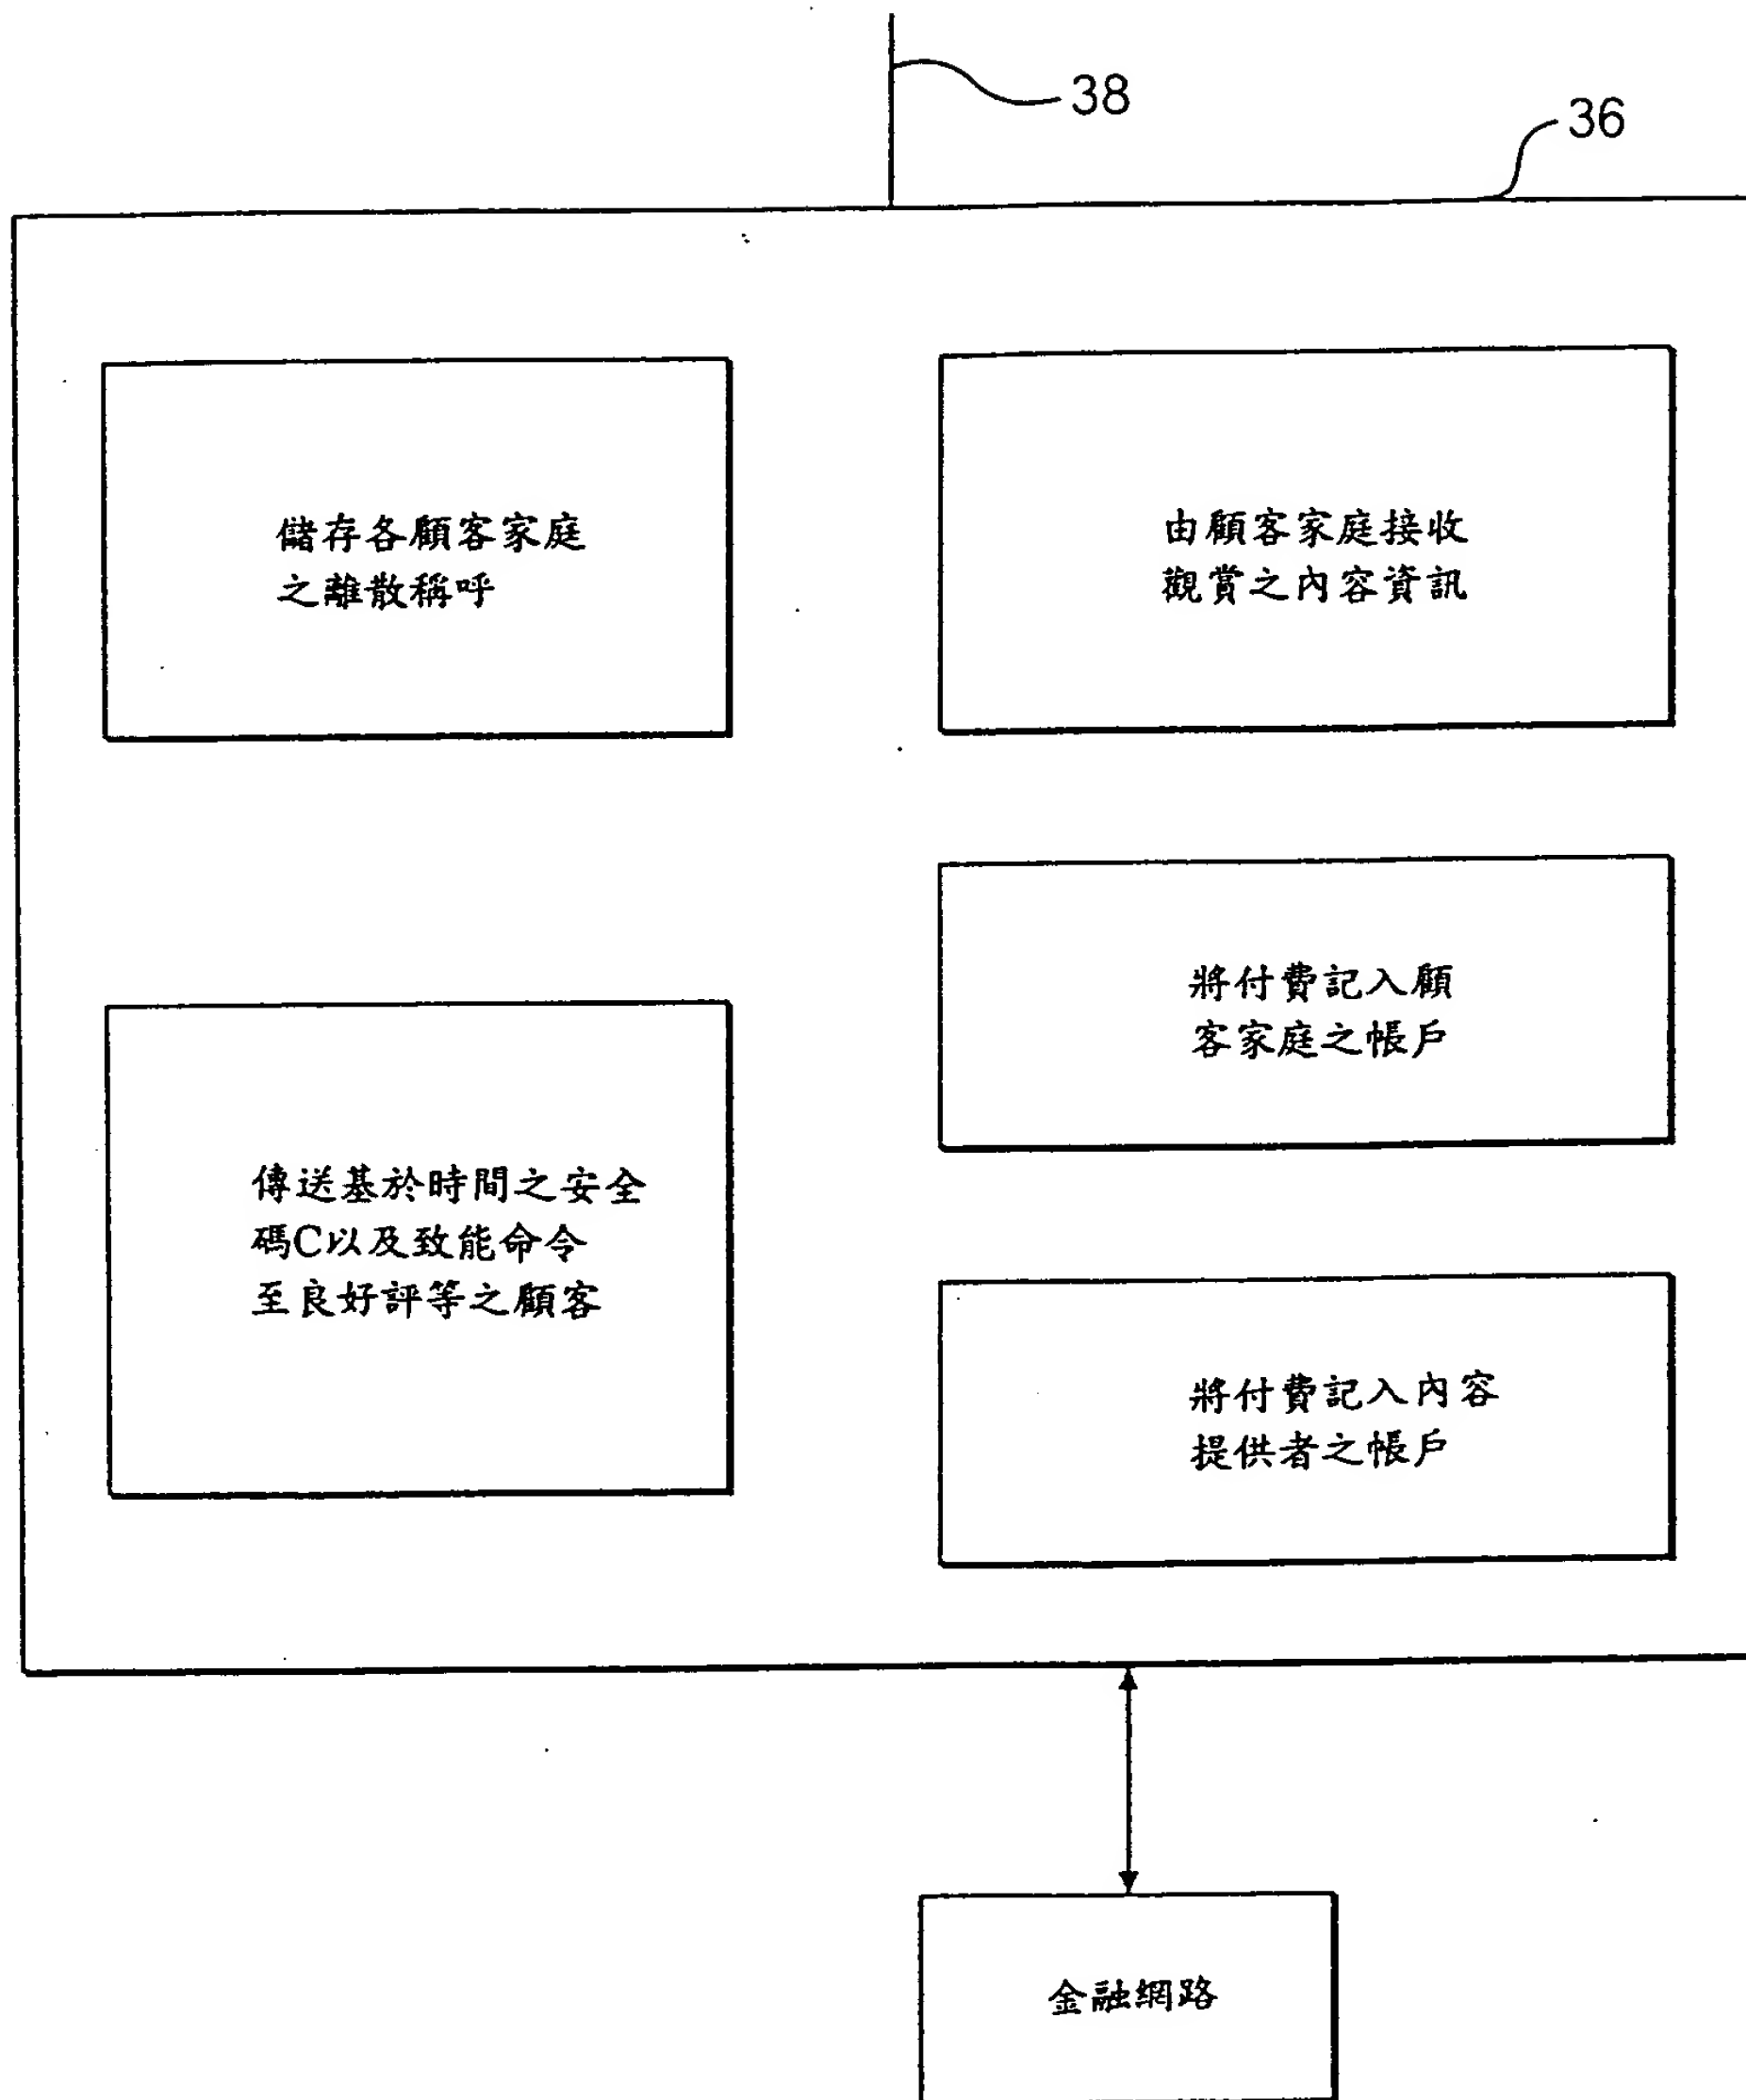 38
36
儲存各顧客家庭
之離散稱呼
由顧客家庭接收
觀賞之內容資訊
將付費記入顧
客家庭之帳戶
傳送基於時間之安全
碼C以及致能命令
至良好評等之顧客
將付費記入內容
提供者之帳戶
金融網路